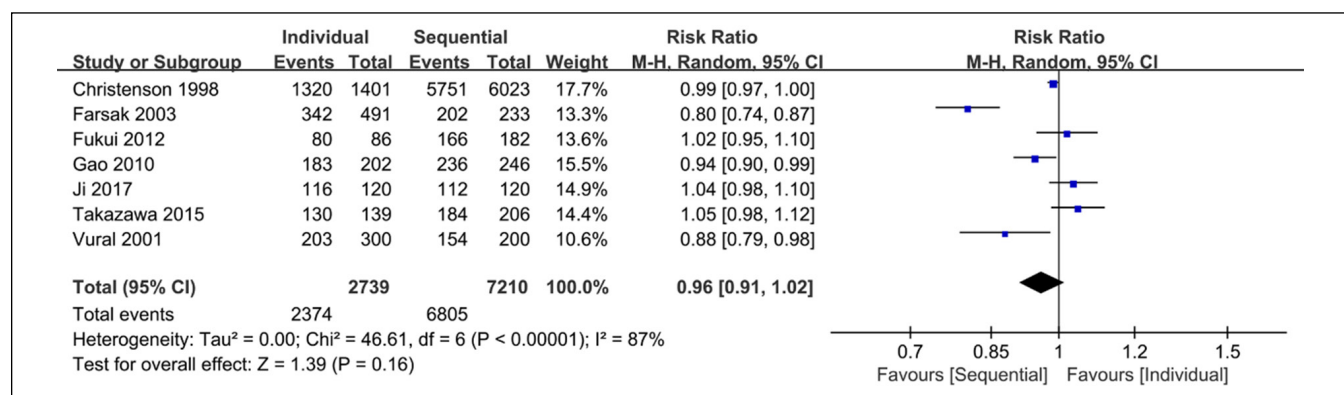 Individual Sequential Risk Ratio Risk Ratio
Study or Subgroup Events Total Events Total Weight M-H, Random, 95% CI M-H, Random, 95% CI
Christenson 1998 1320 1401 5751 6023 17.7% 0.99 [0.97, 1.00]
Farsak 2003 342 491 202 233 13.3% 0.80 [0.74, 0.87]
Fukui 2012 80 86 166 182 13.6% 1.02 [0.95, 1.10]
Gao 2010 183 202 236 246 15.5% 0.94 [0.90, 0.99]
Ji 2017 116 120 112 120 14.9% 1.04 [0.98, 1.10]
Takazawa 2015 130 139 184 206 14.4% 1.05 [0.98, 1.12]
Vural 2001 203 300 154 200 10.6% 0.88 [0.79, 0.98]
Total (95% CI) 2739 7210 100.0% 0.96 [0.91, 1.02]
Total events 2374 6805
Heterogeneity: Tau² = 0.00; Chi² = 46.61, df = 6 (P < 0.00001); I² = 87%
Test for overall effect: Z = 1.39 (P = 0.16)
0.7 0.85 1 1.2 1.5
Favours [Sequential] Favours [Individual]